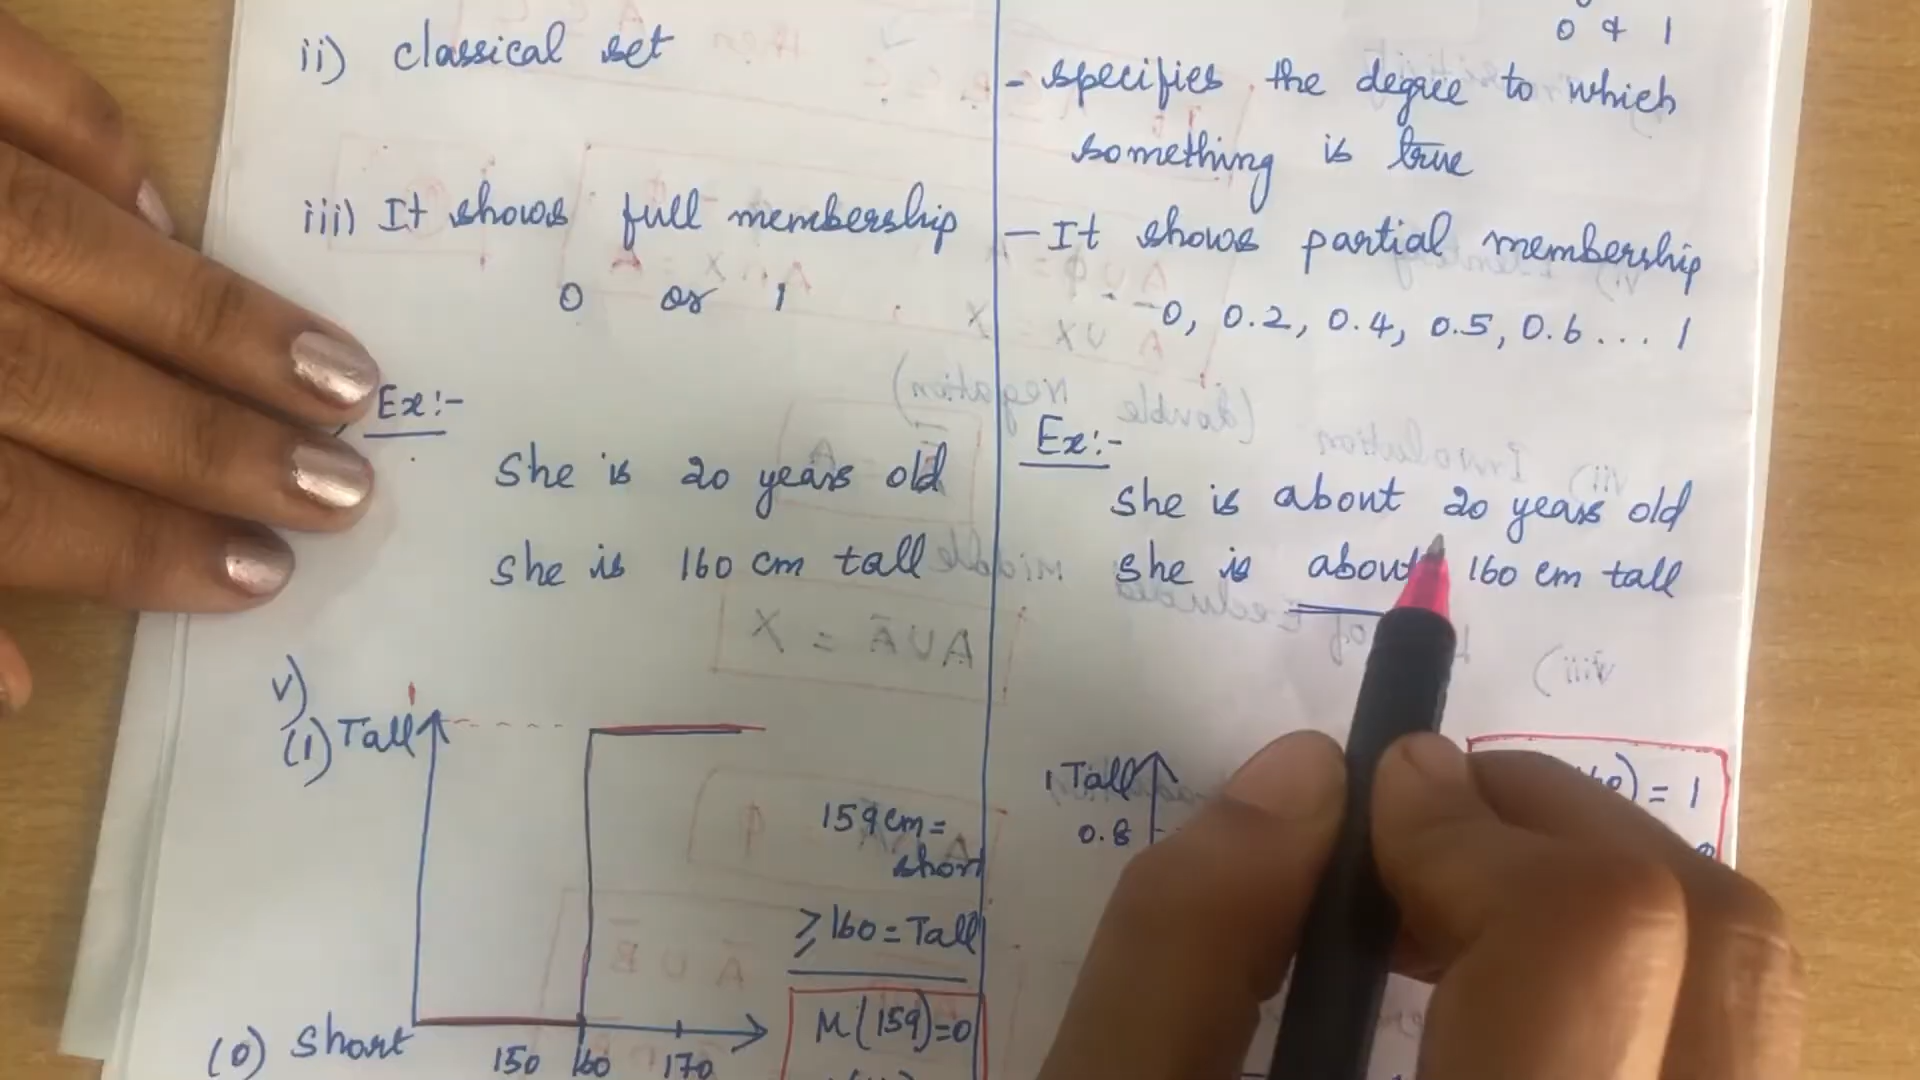 ii) classical set
iii) It shows full membership
0 or 1
Ex:-
She is 20 years old
She is 160 cm tall
v)
(1) Tall
159cm =
short
≥160 = Tall
M(159)=0
(0) Short
150 160 170
0 & 1
- specifies the degree to which
something is true
- It shows partial membership
0, 0.2, 0.4, 0.5, 0.6 ... 1
Ex:-
She is about 20 years old
She is about 160 cm tall
1 Tall
0.8
) = 1